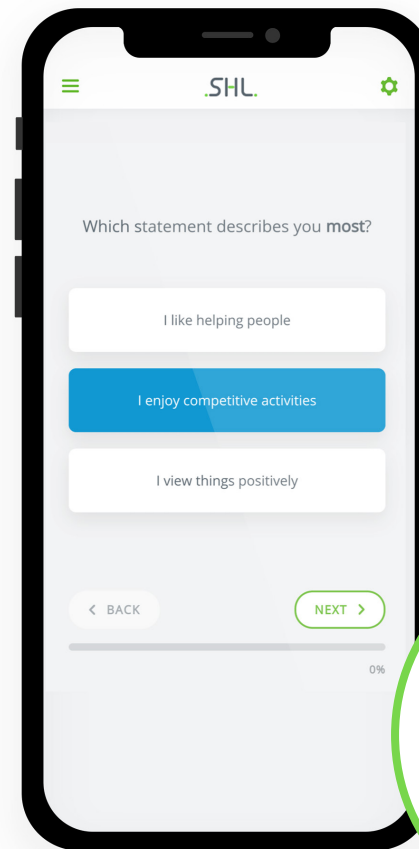 .SHL.
Which statement describes you most?
I like helping people
I enjoy competitive activities
I view things positively
BACK
NEXT
0%